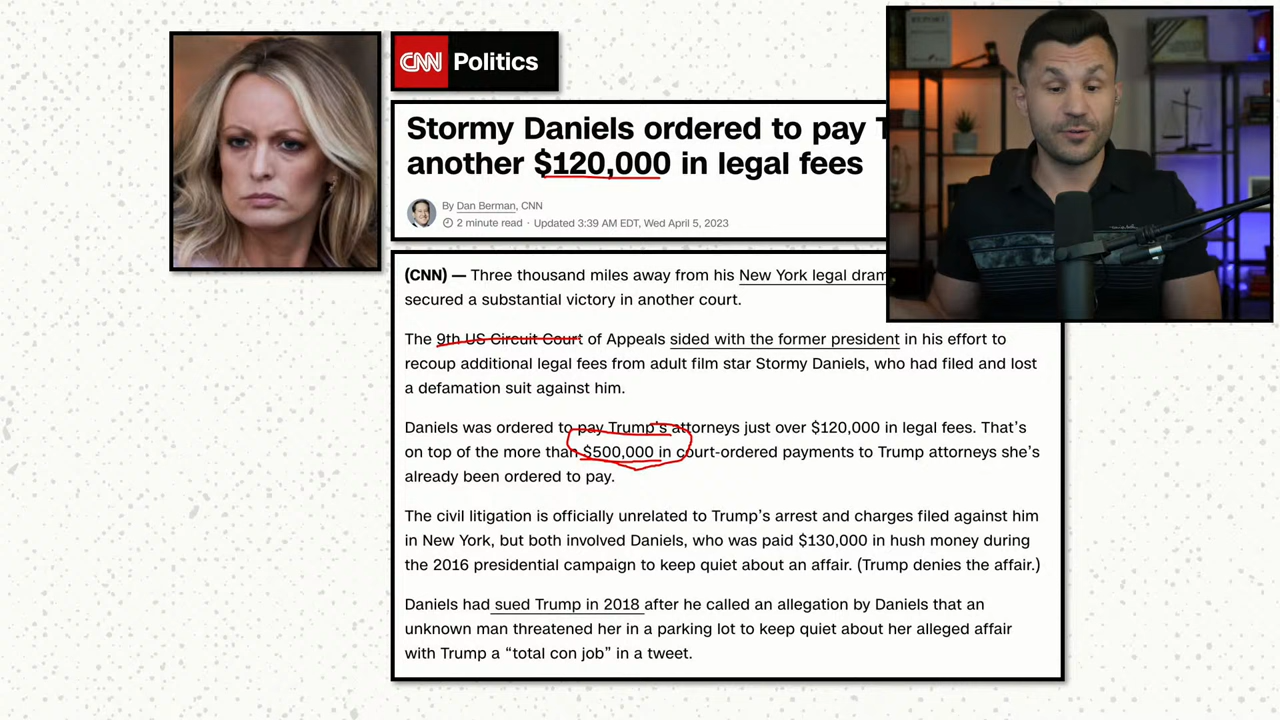 CNN Politics
Stormy Daniels ordered to pay
another $120,000 in legal fees
By Dan Berman, CNN
2 minute read · Updated 3:39 AM EDT, Wed April 5, 2023
(CNN) — Three thousand miles away from his New York legal
secured a substantial victory in another court.
The 9th US Circuit Court of Appeals sided with the former president in his effort to
recoup additional legal fees from adult film star Stormy Daniels, who had filed and lost
a defamation suit against him.
Daniels was ordered to pay Trump’s attorneys just over $120,000 in legal fees. That’s
on top of the more than $500,000 in court-ordered payments to Trump attorneys she’s
already been ordered to pay.
The civil litigation is officially unrelated to Trump’s arrest and charges filed against him
in New York, but both involved Daniels, who was paid $130,000 in hush money during
the 2016 presidential campaign to keep quiet about an affair. (Trump denies the affair.)
Daniels had sued Trump in 2018 after he called an allegation by Daniels that an
unknown man threatened her in a parking lot to keep quiet about her alleged affair
with Trump a “total con job” in a tweet.